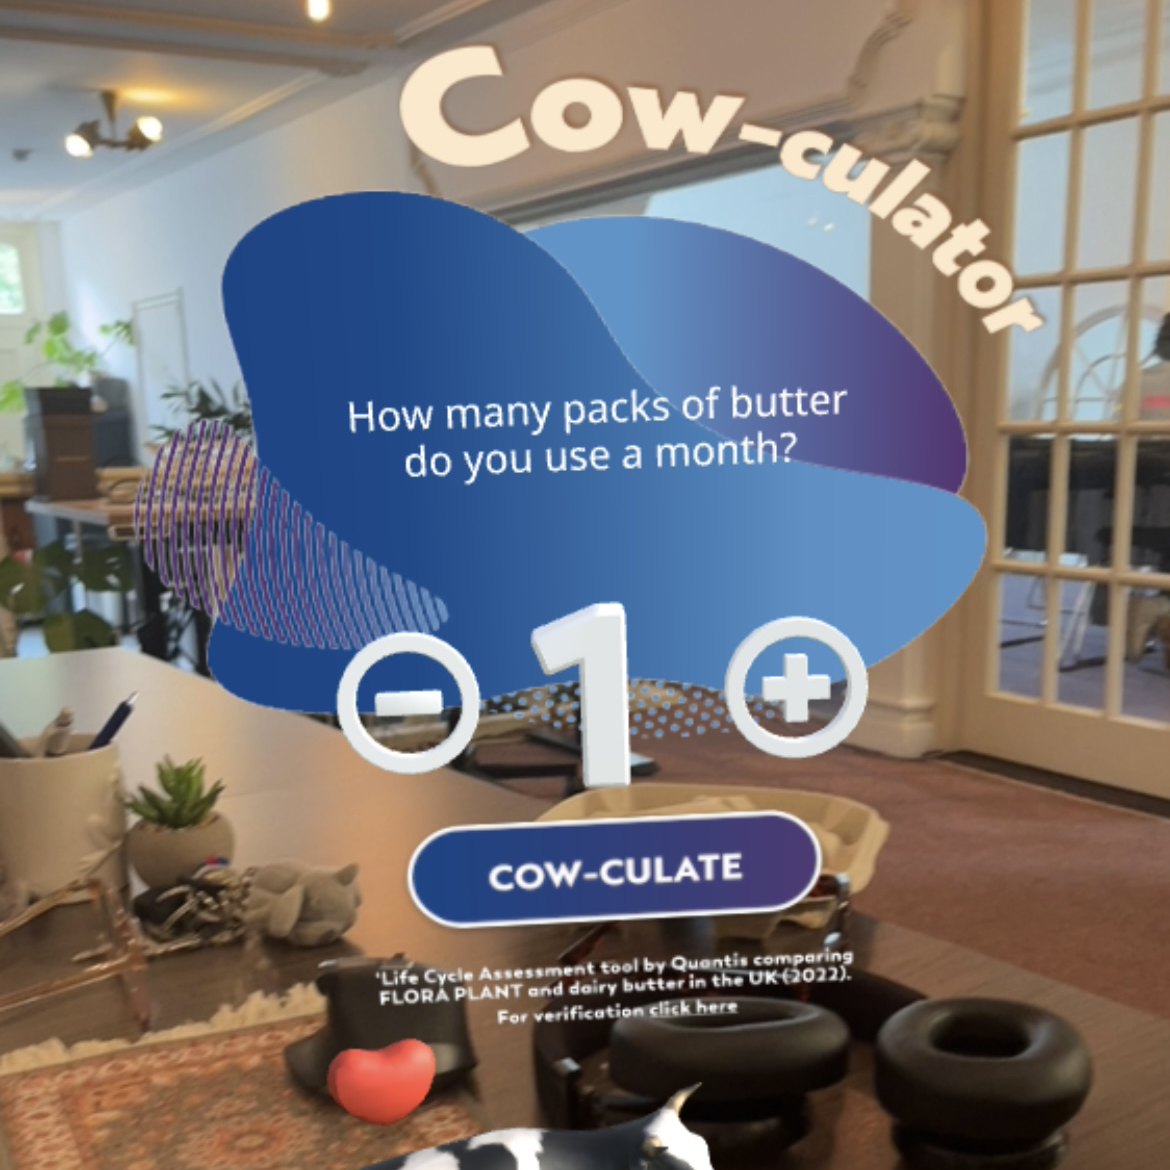 Cow-culator
How many packs of butter
do you use a month?
1
COW-CULATE
*Life Cycle Assessment tool by Quantis comparing
FLORA PLANT and dairy butter in the UK (2022).
For verification click here